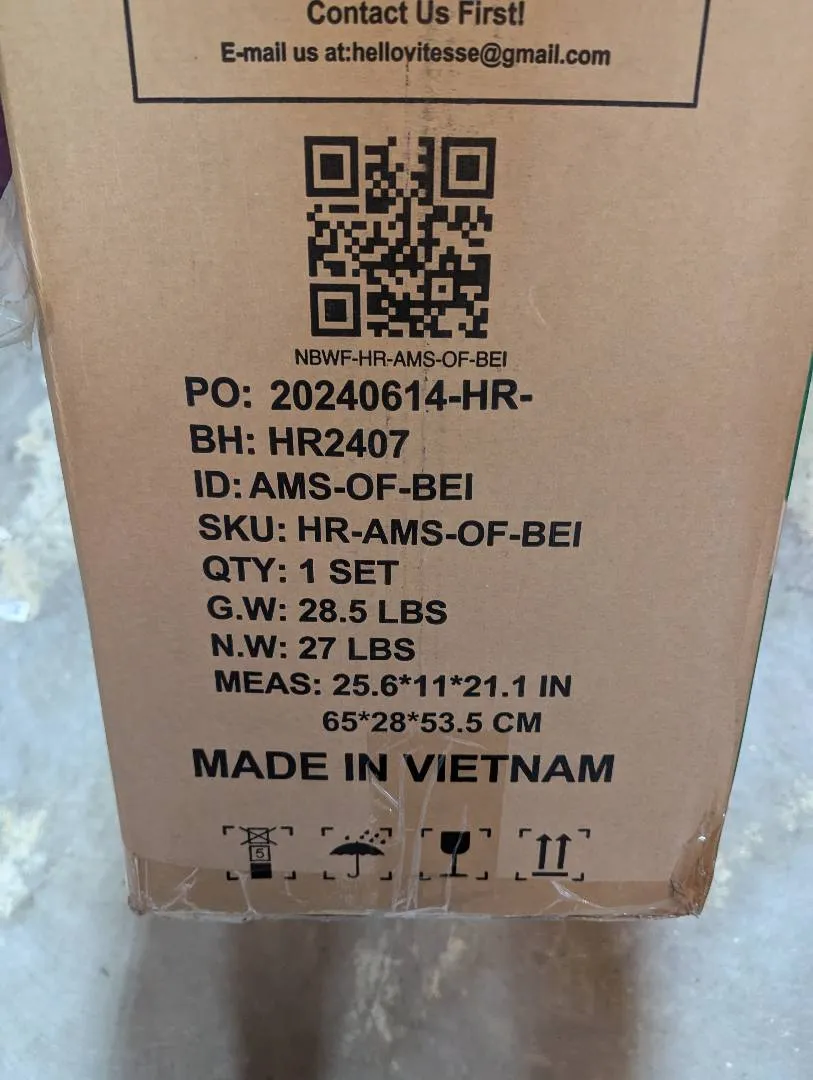 Contact Us First!
E-mail us at:hellovitesse@gmail.com
NBWF-HR-AMS-OF-BEI
PO: 20240614-HR-
BH: HR2407
ID: AMS-OF-BEI
SKU: HR-AMS-OF-BEI
QTY: 1 SET
G.W: 28.5 LBS
N.W: 27 LBS
MEAS: 25.6*11*21.1 IN
65*28*53.5 CM
MADE IN VIETNAM
5